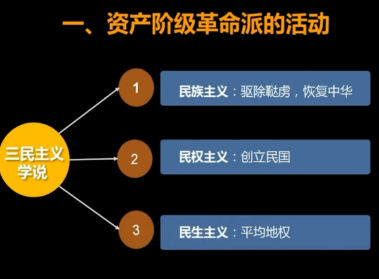 一、资产阶级革命派的活动
1
民族主义：驱除鞑虏，恢复中华
三民主义
学说
2
民权主义：创立民国
3
民生主义：平均地权